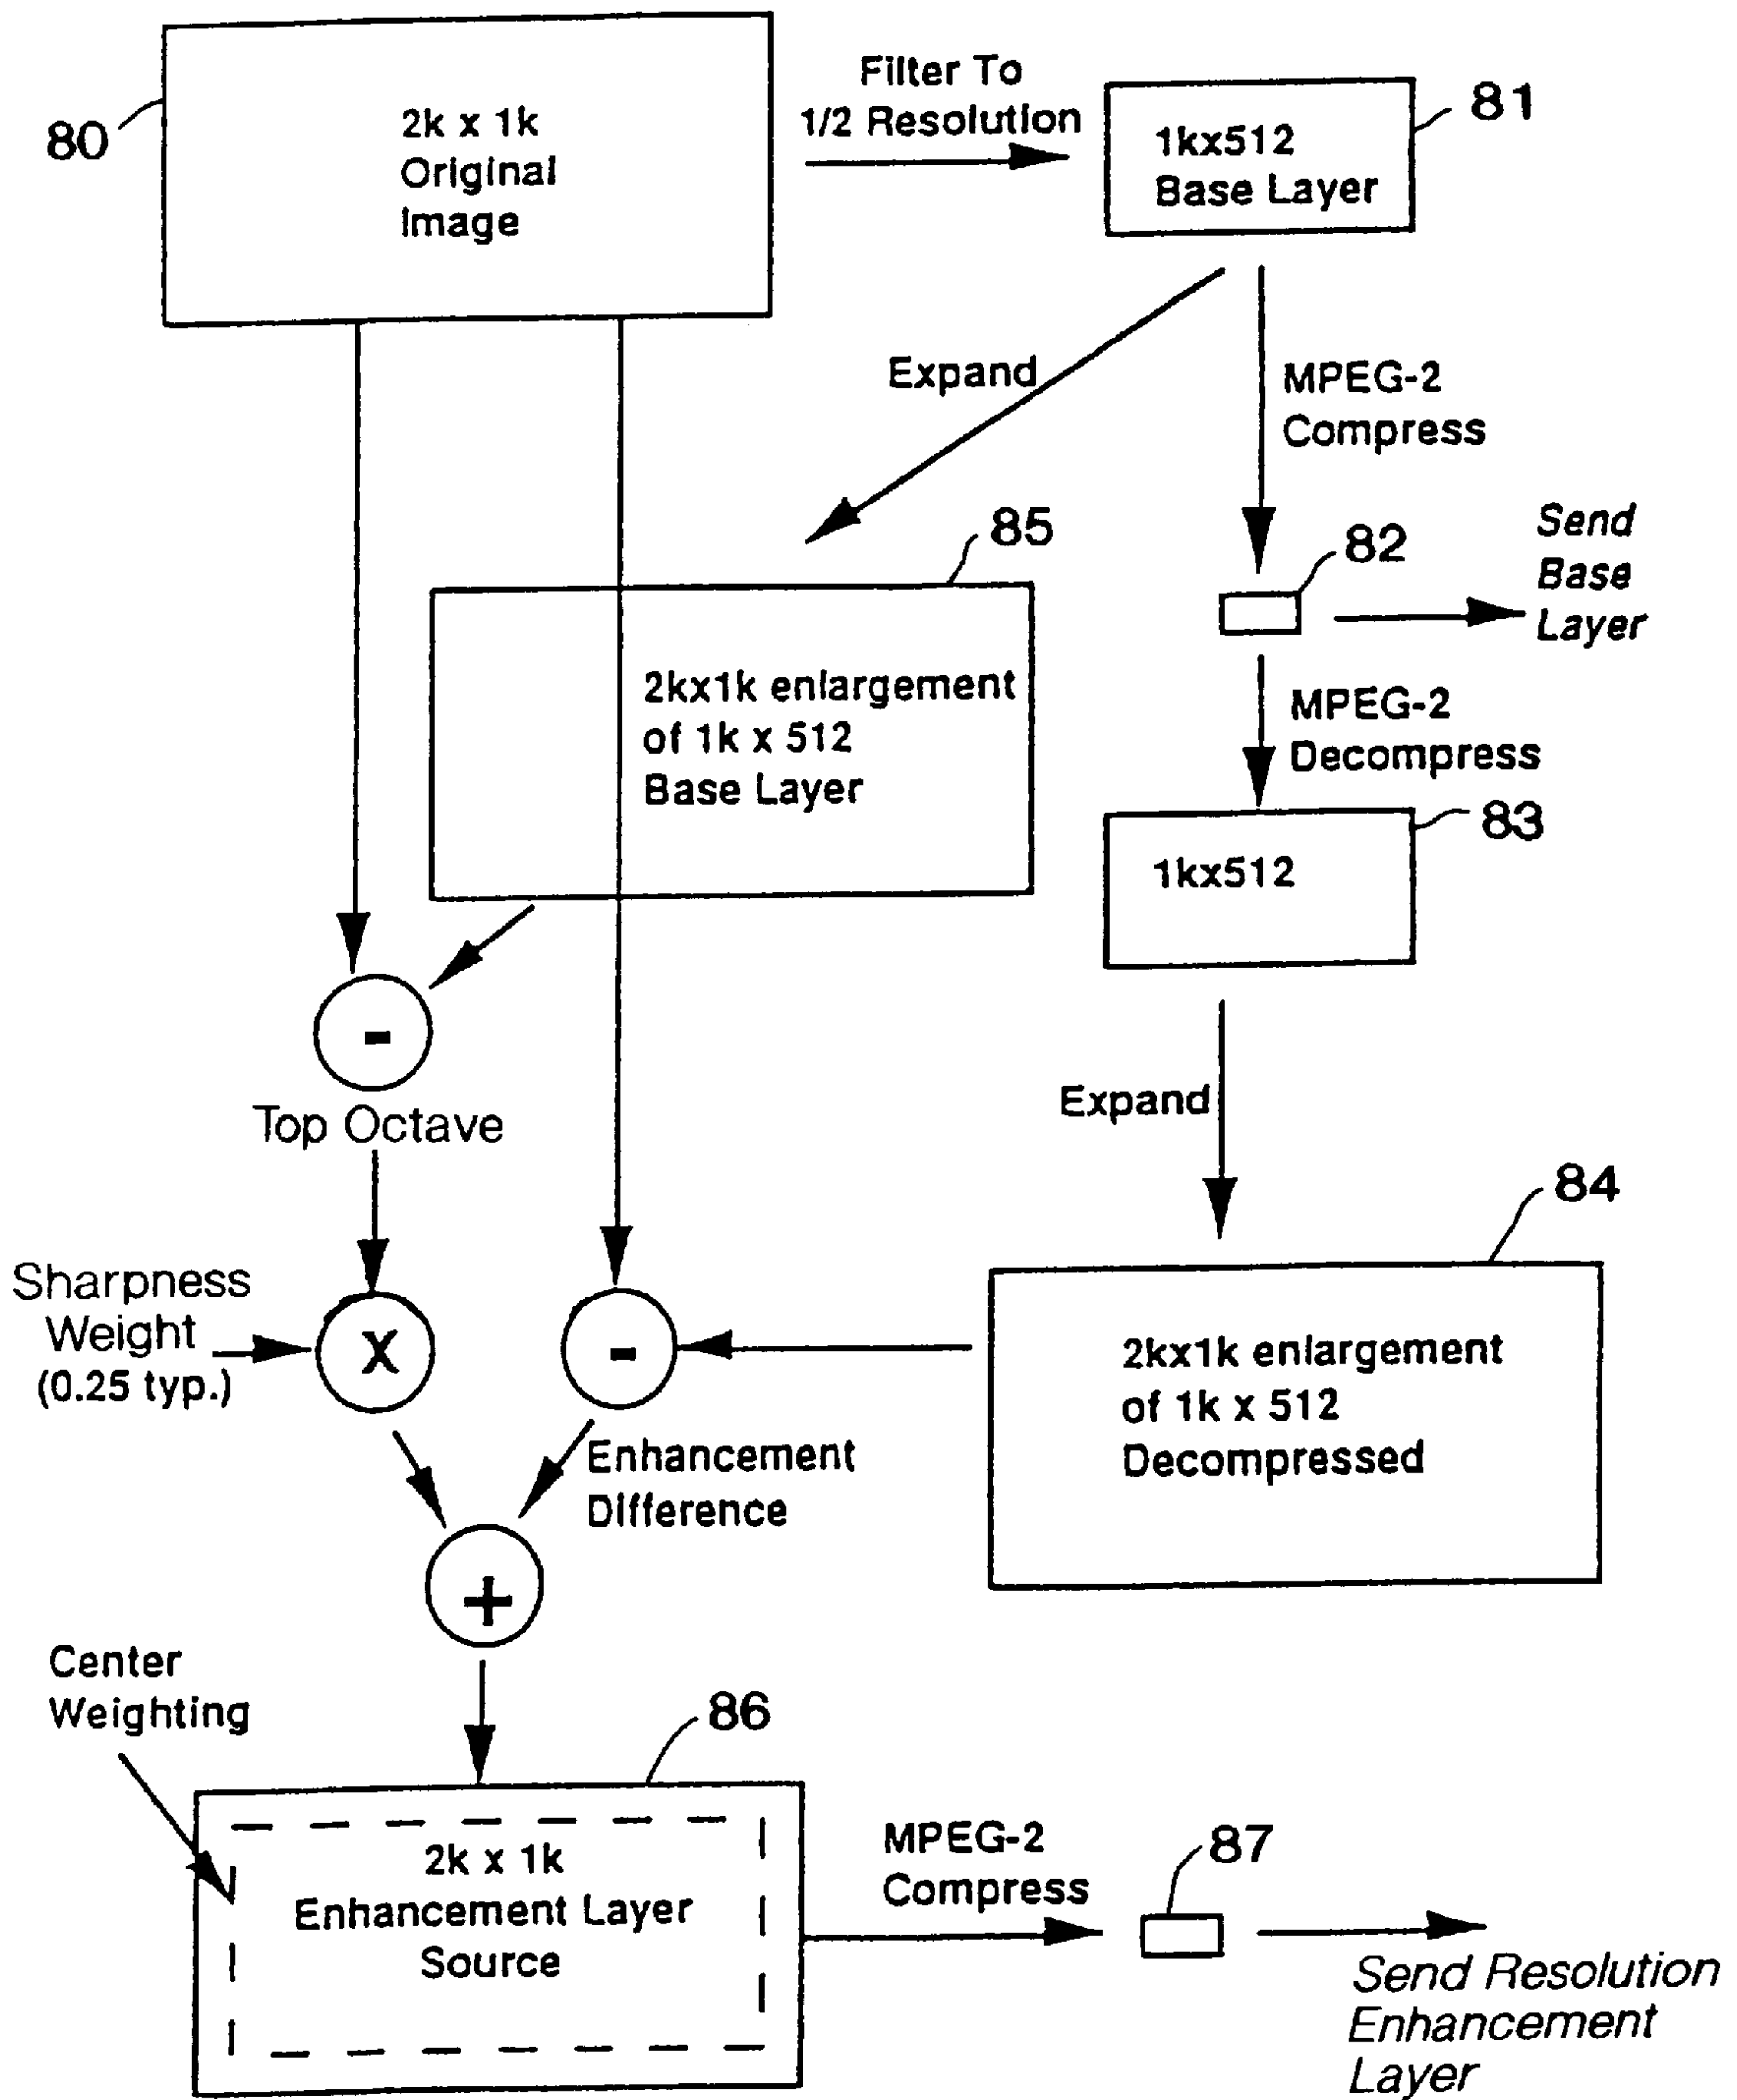 80
2k x 1k
Original
Image
Filter To
1/2 Resolution
1kx512
Base Layer
81
Expand
MPEG-2
Compress
82
Send
Base
Layer
85
2kx1k enlargement
of 1k x 512
Base Layer
MPEG-2
Decompress
83
1kx512
-
Top Octave
Expand
84
Sharpness
Weight
(0.25 typ.)
X
-
2kx1k enlargement
of 1k x 512
Decompressed
Enhancement
Difference
+
Center
Weighting
86
2k x 1k
Enhancement Layer
Source
MPEG-2
Compress
87
Send Resolution
Enhancement
Layer